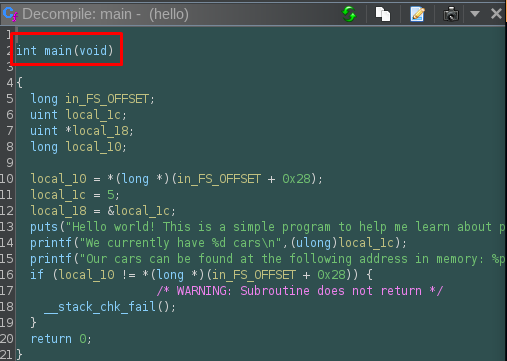 Decompile: main - (hello)
1
2 int main(void)
3
4 {
5 long in_FS_OFFSET;
6 uint local_1c;
7 uint *local_18;
8 long local_10;
9
10 local_10 = *(long *)(in_FS_OFFSET + 0x28);
11 local_1c = 5;
12 local_18 = &local_1c;
13 puts("Hello world! This is a simple program to help me learn about p
14 printf("We currently have %d cars\n",(ulong)local_1c);
15 printf("Our cars can be found at the following address in memory: %p
16 if (local_10 != *(long *)(in_FS_OFFSET + 0x28)) {
17 /* WARNING: Subroutine does not return */
18 __stack_chk_fail();
19 }
20 return 0;
21 }